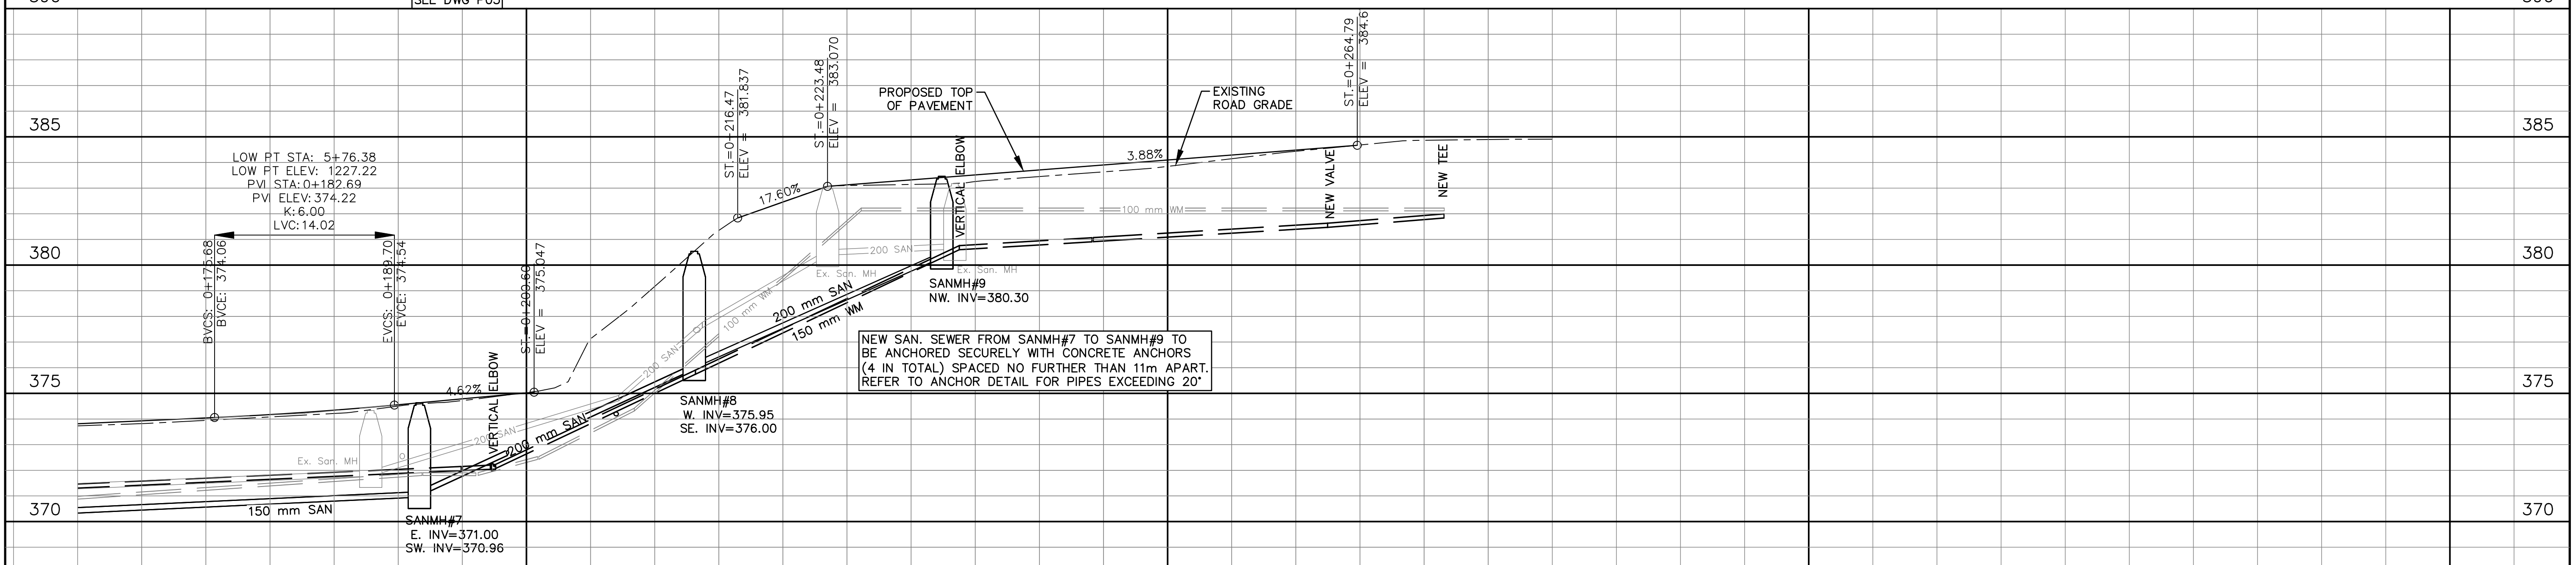 SEE DWG P05
385
385
380
380
375
375
370
370
LOW PT STA: 5+76.38
LOW PT ELEV: 1227.22
PVI STA:0+182.69
PVI ELEV:374.22
K:6.00
LVC:14.02
BVCS: 0+175.68
BVCE: 374.06
EVCS: 0+189.70
EVCE: 374.54
4.62%
ST.=0+200.60
ELEV = 375.047
ST.=0+216.47
ELEV = 381.837
17.60%
ST.=0+223.48
ELEV = 383.070
PROPOSED TOP
OF PAVEMENT
EXISTING
ROAD GRADE
3.88%
ST.=0+264.79
ELEV = 384.6
VERTICAL ELBOW
VERTICAL ELBOW
NEW VALVE
NEW TEE
100 mm WM
200 SAN
Ex. San. MH
Ex. San. MH
100 mm WM
200 SAN
200 SAN
Ex. San. MH
200 mm SAN
150 mm WM
200 mm SAN
150 mm SAN
SANMH#9
NW. INV=380.30
SANMH#8
W. INV=375.95
SE. INV=376.00
SANMH#7
E. INV=371.00
SW. INV=370.96
NEW SAN. SEWER FROM SANMH#7 TO SANMH#9 TO
BE ANCHORED SECURELY WITH CONCRETE ANCHORS
(4 IN TOTAL) SPACED NO FURTHER THAN 11m APART.
REFER TO ANCHOR DETAIL FOR PIPES EXCEEDING 20°